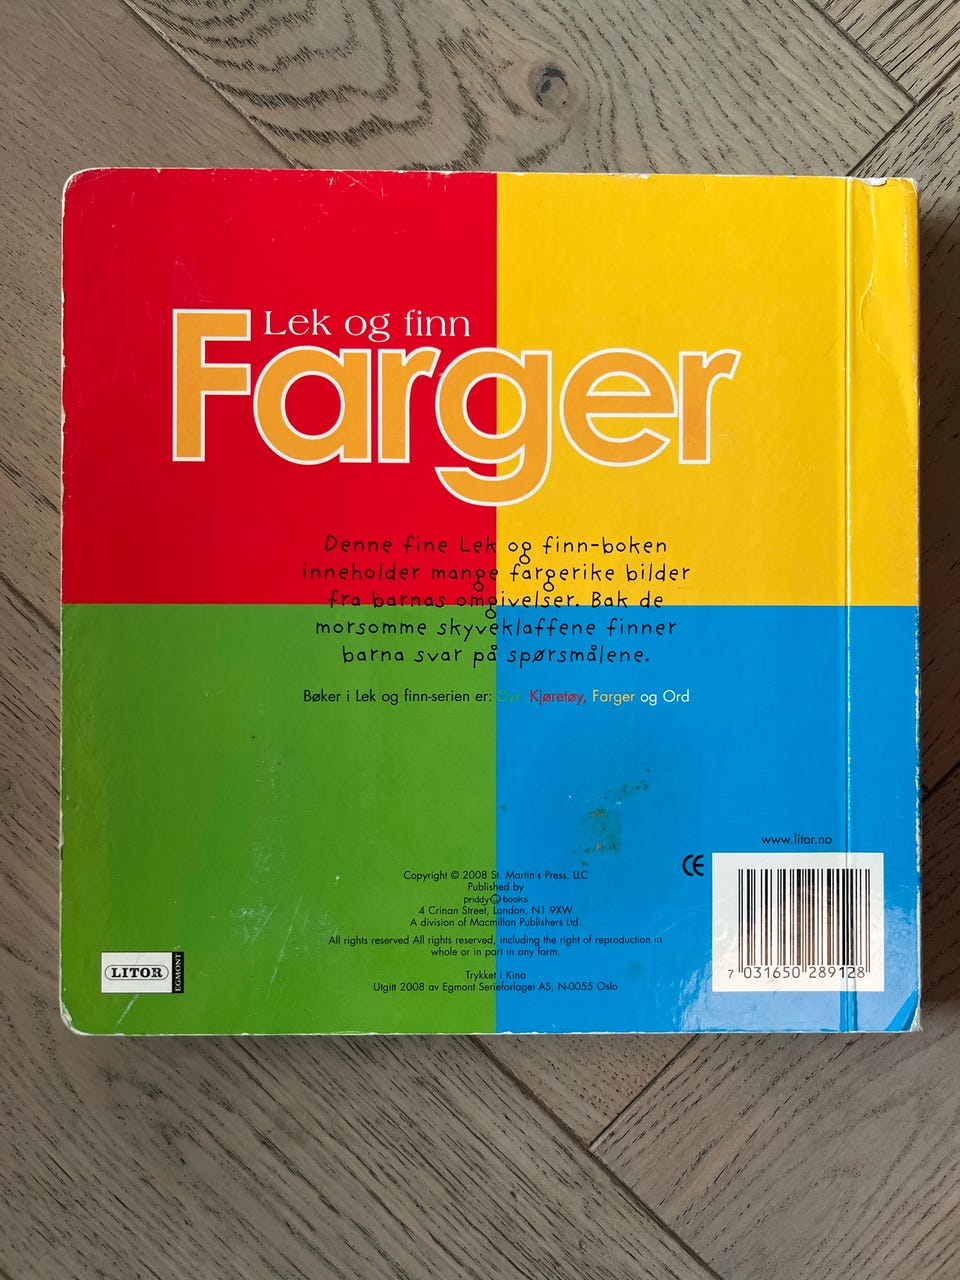 Lek og finn
Farger
Denne fine Lek og finn-boken
inneholder mange fargerike bilder
fra barnas omgivelser. Bak de
morsomme skyveklaffene finner
barna svar på spørsmålene.
Bøker i Lek og finn-serien er: Dyr, Kjøretøy, Farger og Ord
www.litor.no
CE
Copyright © 2008 St. Martin's Press, LLC
Published by
priddy books
4 Crinan Street, London, N1 9XW
A division of Macmillan Publishers Ltd.
All rights reserved All rights reserved, including the right of reproduction in
whole or in part in any form.
Trykket i Kina
Utgitt 2008 av Egmont Serieforlaget AS, N-0055 Oslo
LITOR
EGMONT
7 031650 289128